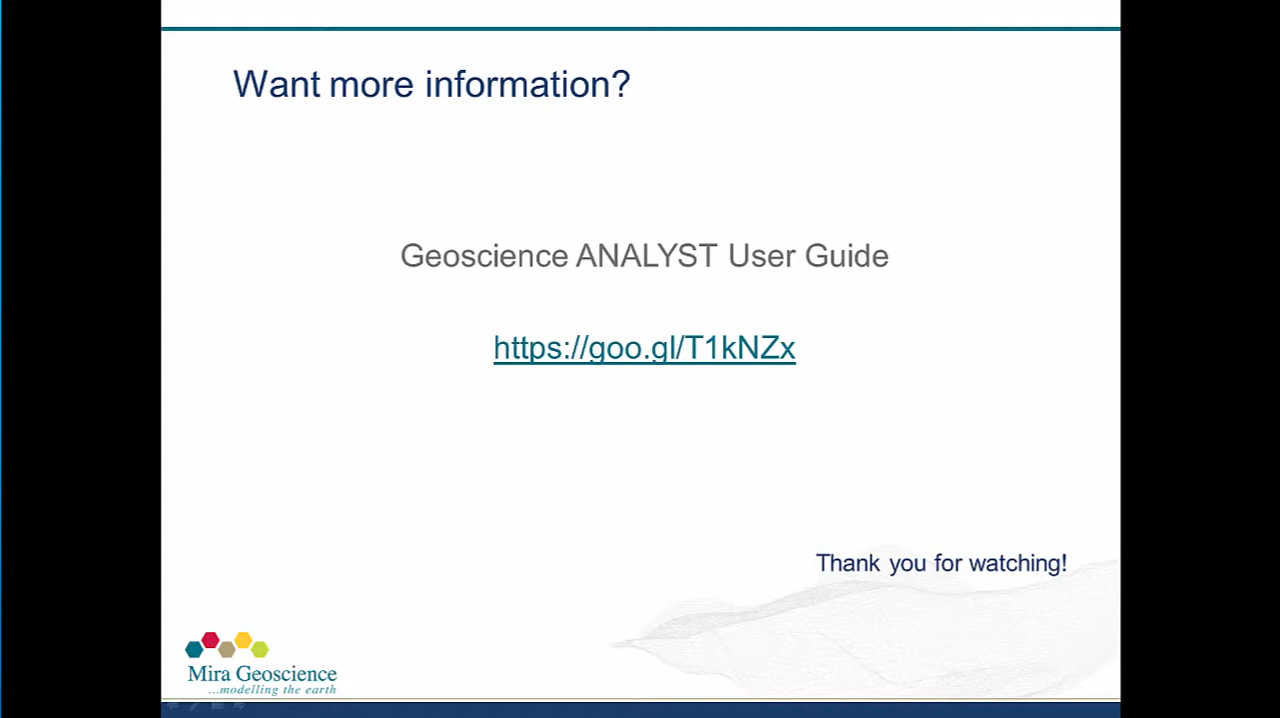 Want more information?
Geoscience ANALYST User Guide
https://goo.gl/T1kNZx
Thank you for watching!
Mira Geoscience
...modelling the earth